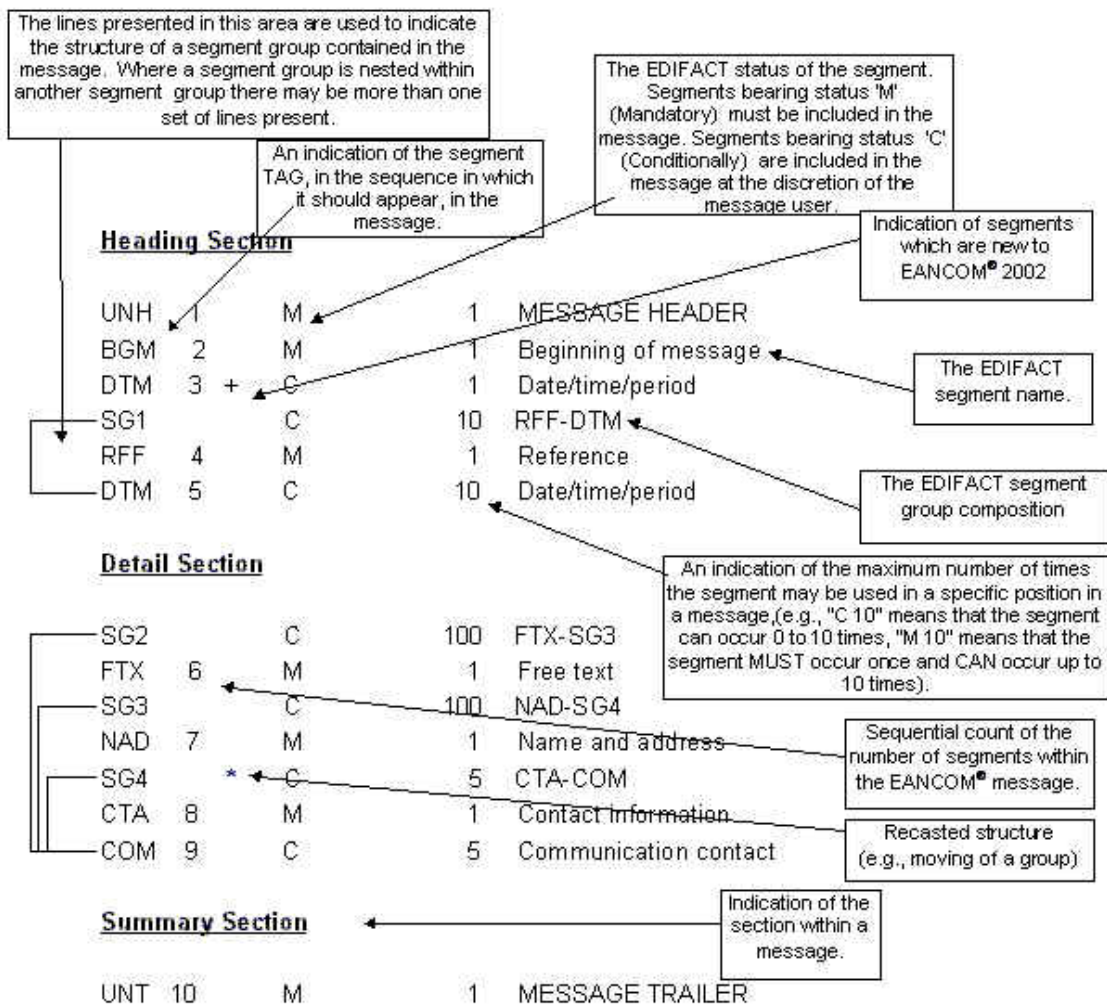 The lines presented in this area are used to indicate
the structure of a segment group contained in the
message. Where a segment group is nested within
another segment group there may be more than one
set of lines present.
The EDIFACT status of the segment.
Segments bearing status 'M'
(Mandatory) must be included in the
message. Segments bearing status 'C'
(Conditionally) are included in the
message at the discretion of the
message user.
An indication of the segment
TAG, in the sequence in which
it should appear, in the
message.
Indication of segments
which are new to
EANCOM® 2002
Heading Section
UNH 1 M 1 MESSAGE HEADER
BGM 2 M 1 Beginning of message
DTM 3 + C 1 Date/time/period
SG1 C 10 RFF-DTM
RFF 4 M 1 Reference
DTM 5 C 10 Date/time/period
The EDIFACT
segment name.
The EDIFACT segment
group composition
Detail Section
An indication of the maximum number of times
the segment may be used in a specific position in
a message,(e.g., "C 10" means that the segment
can occur 0 to 10 times, "M 10" means that the
segment MUST occur once and CAN occur up to
10 times).
SG2 C 100 FTX-SG3
FTX 6 M 1 Free text
SG3 C 100 NAD-SG4
NAD 7 M 1 Name and address
SG4 * C 5 CTA-COM
CTA 8 M 1 Contact Information
COM 9 C 5 Communication contact
Sequential count of the
number of segments within
the EANCOM® message.
Recasted structure
(e.g., moving of a group)
Summary Section
Indication of the
section within a
message.
UNT 10 M 1 MESSAGE TRAILER